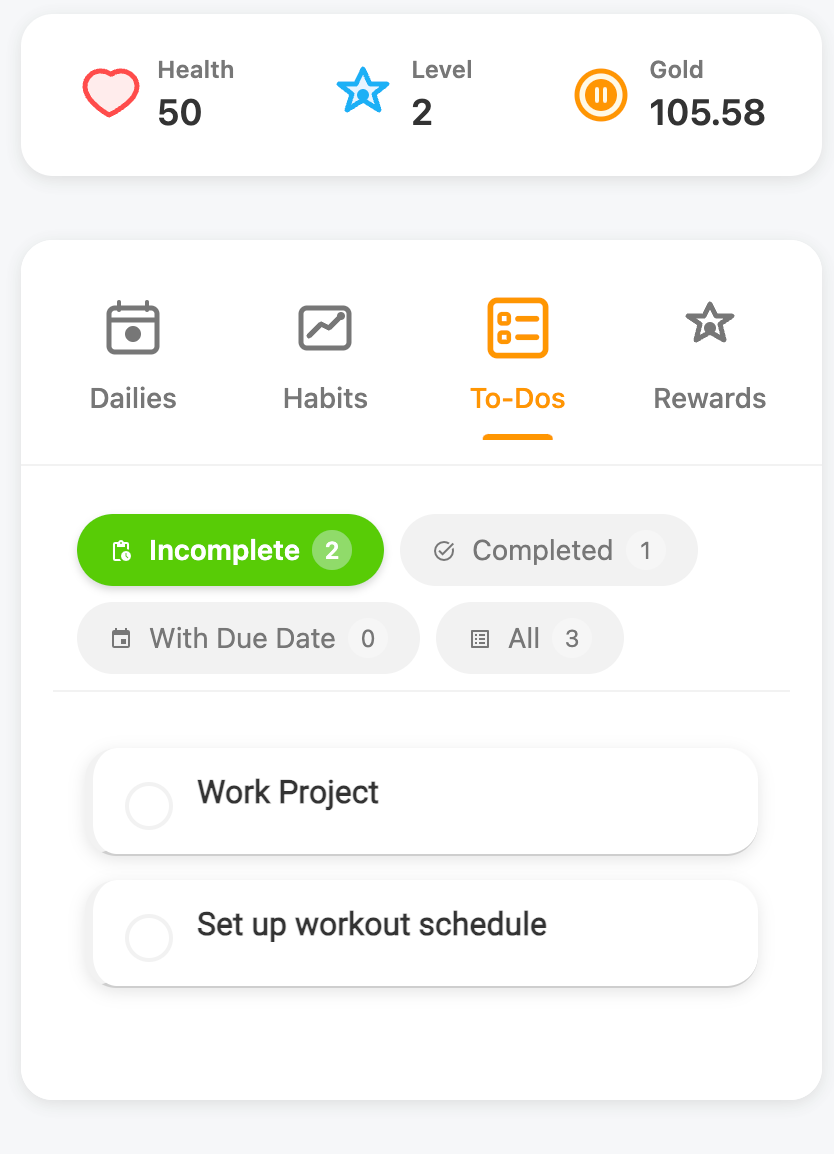 Health Level Gold
50 2 105.58
Dailies Habits To-Dos Rewards
Incomplete 2 Completed 1
With Due Date 0 All 3
Work Project
Set up workout schedule